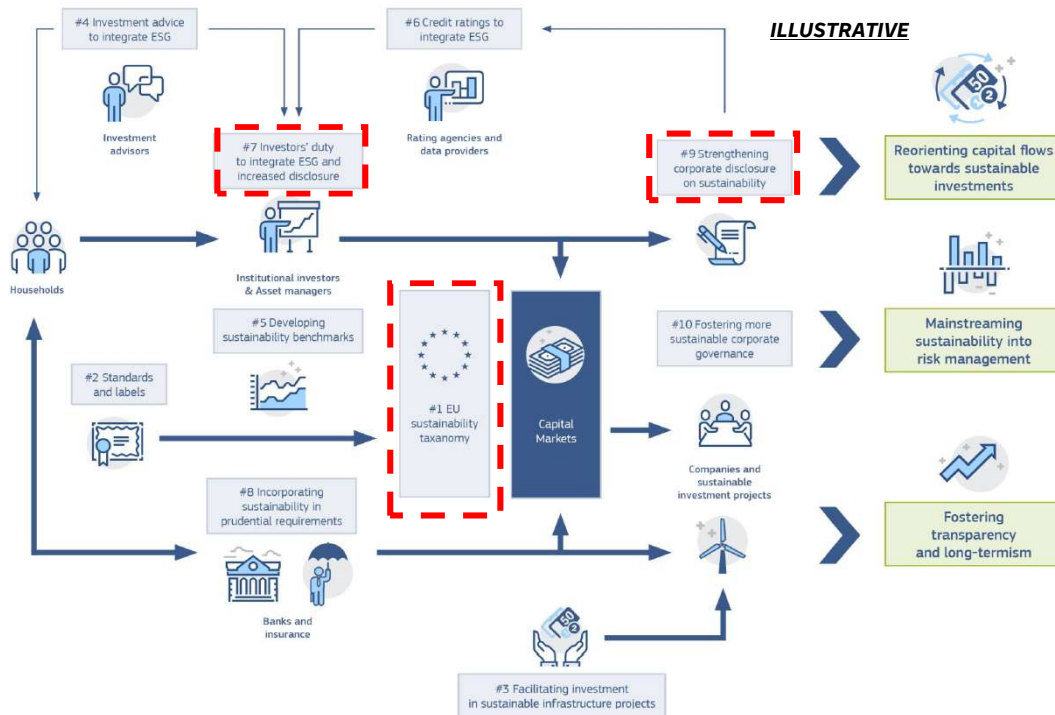 #4 Investment advice
to integrate ESG
#6 Credit ratings to
integrate ESG
ILLUSTRATIVE
50
2
Investment
advisors
#7 Investors' duty
to integrate ESG and
increased disclosure
Rating agencies and
data providers
#9 Strengthening
corporate disclosure
on sustainability
Reorienting capital flows
towards sustainable
investments
Households
Institutional investors
& Asset managers
#5 Developing
sustainability benchmarks
#10 Fostering more
sustainable corporate
governance
Mainstreaming
sustainability into
risk management
#2 Standards
and labels
#1 EU
sustainability
taxanomy
Capital
Markets
Companies and
sustainable
investment projects
#8 Incorporating
sustainability in
prudential requirements
Fostering
transparency
and long-termism
Banks and
insurance
50
2
#3 Facilitating investment
in sustainable infrastructure projects